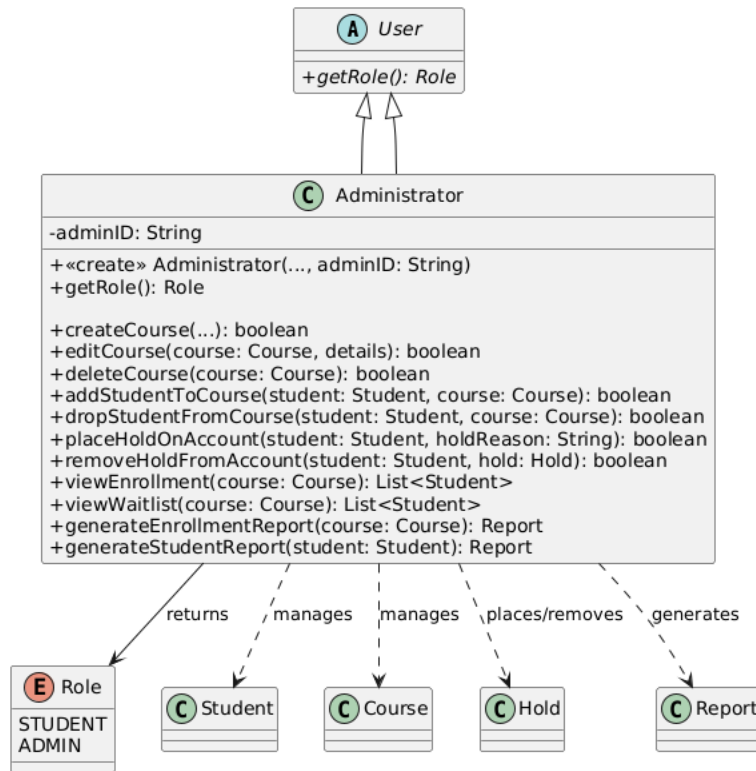 A User
+getRole(): Role
C Administrator
-adminID: String
+«create» Administrator(..., adminID: String)
+getRole(): Role
+createCourse(...): boolean
+editCourse(course: Course, details): boolean
+deleteCourse(course: Course): boolean
+addStudentToCourse(student: Student, course: Course): boolean
+dropStudentFromCourse(student: Student, course: Course): boolean
+placeHoldOnAccount(student: Student, holdReason: String): boolean
+removeHoldFromAccount(student: Student, hold: Hold): boolean
+viewEnrollment(course: Course): List<Student>
+viewWaitlist(course: Course): List<Student>
+generateEnrollmentReport(course: Course): Report
+generateStudentReport(student: Student): Report
returns
manages
manages
places/removes
generates
E Role
STUDENT
ADMIN
C Student
C Course
C Hold
C Report